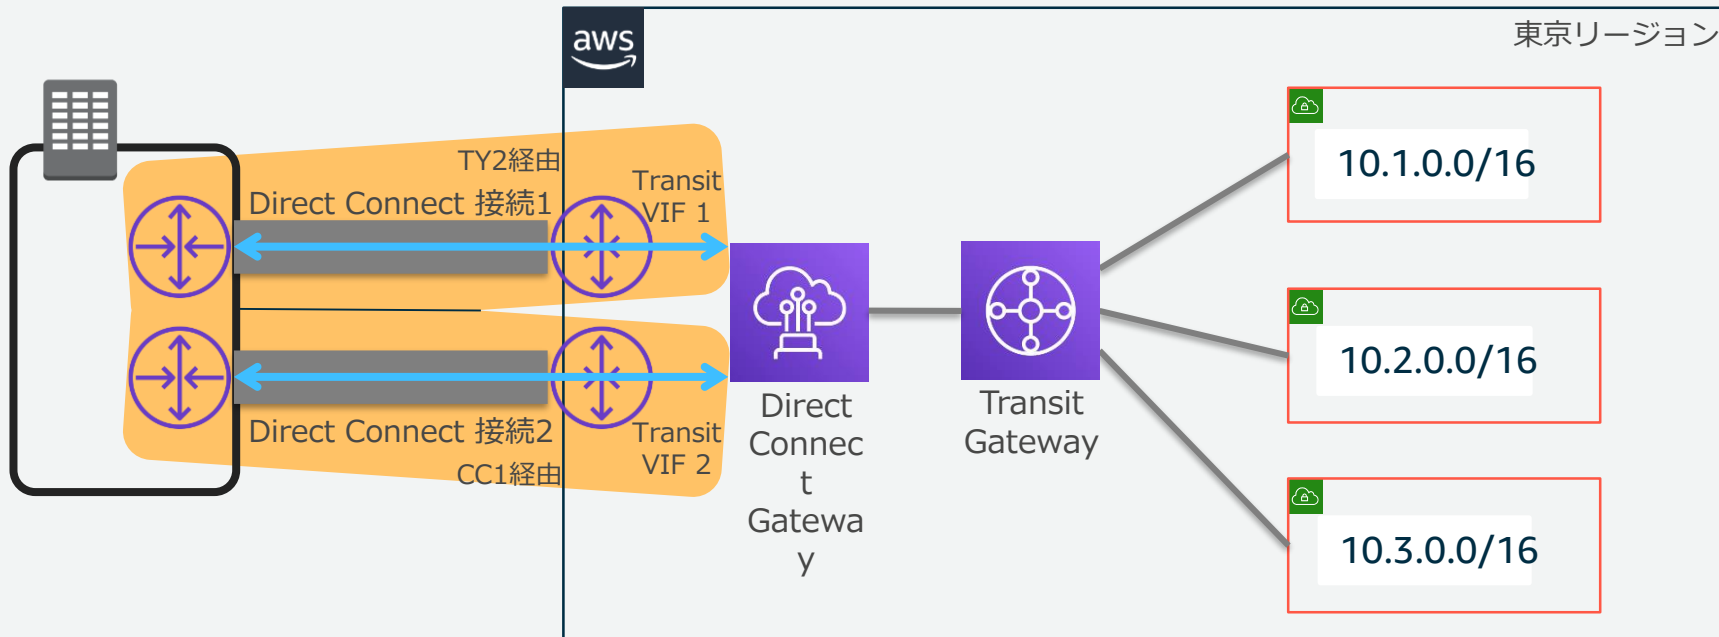 aws
東京リージョン
TY2経由
Direct Connect 接続1
Transit
VIF 1
Direct Connect 接続2
CC1経由
Transit
VIF 2
Direct
Connec
t
Gatewa
y
Transit
Gateway
10.1.0.0/16
10.2.0.0/16
10.3.0.0/16